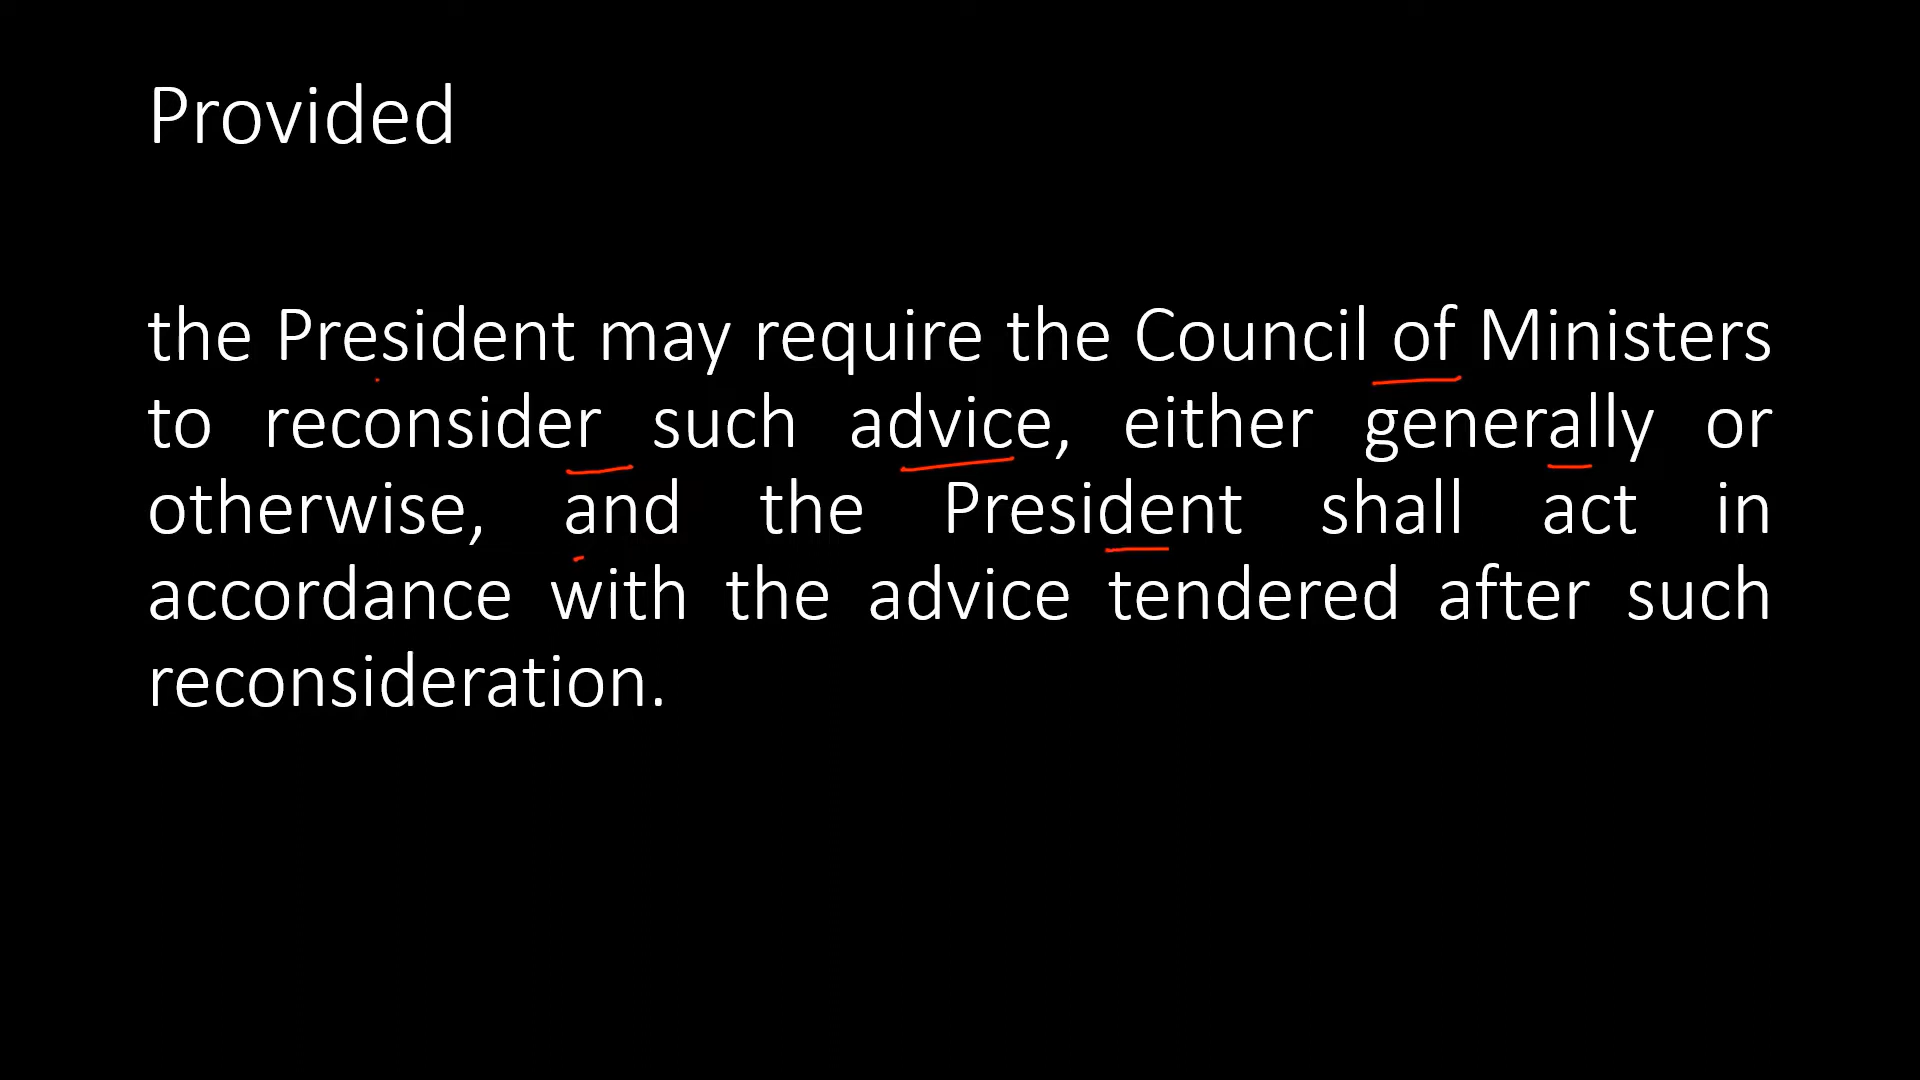 Provided
the President may require the Council of Ministers
to reconsider such advice, either generally or
otherwise, and the President shall act in
accordance with the advice tendered after such
reconsideration.